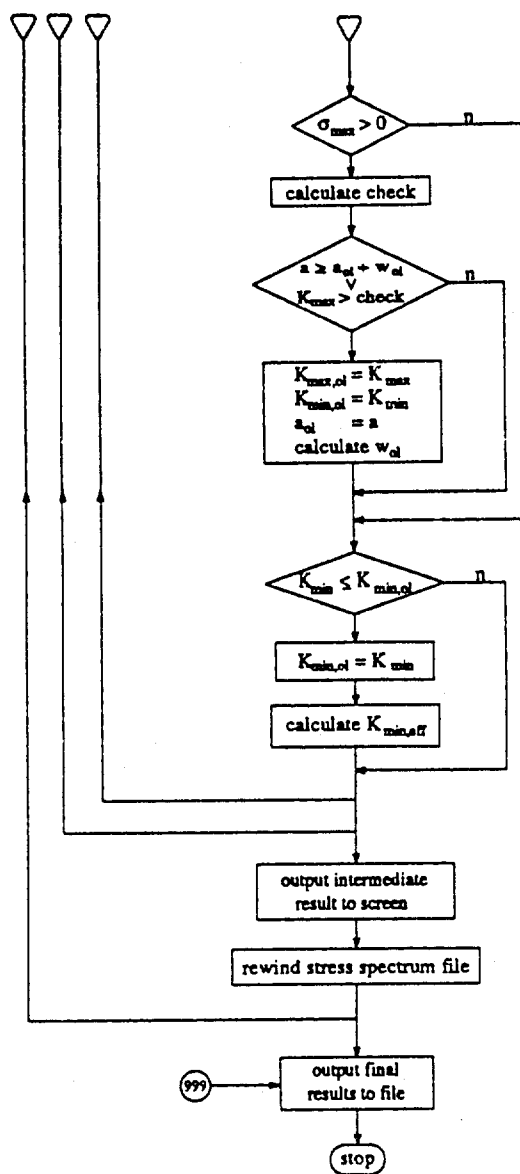 σmax > 0
n
calculate check
a ≥ aol + wol
n
∨
Kmax > check
Kmax,ol = Kmax
Kmin,ol = Kmin
aol = a
calculate wol
Kmin ≤ Kmin,ol
n
Kmin,ol = Kmin
calculate Kmin,eff
output intermediate
result to screen
rewind stress spectrum file
output final
999
results to file
stop